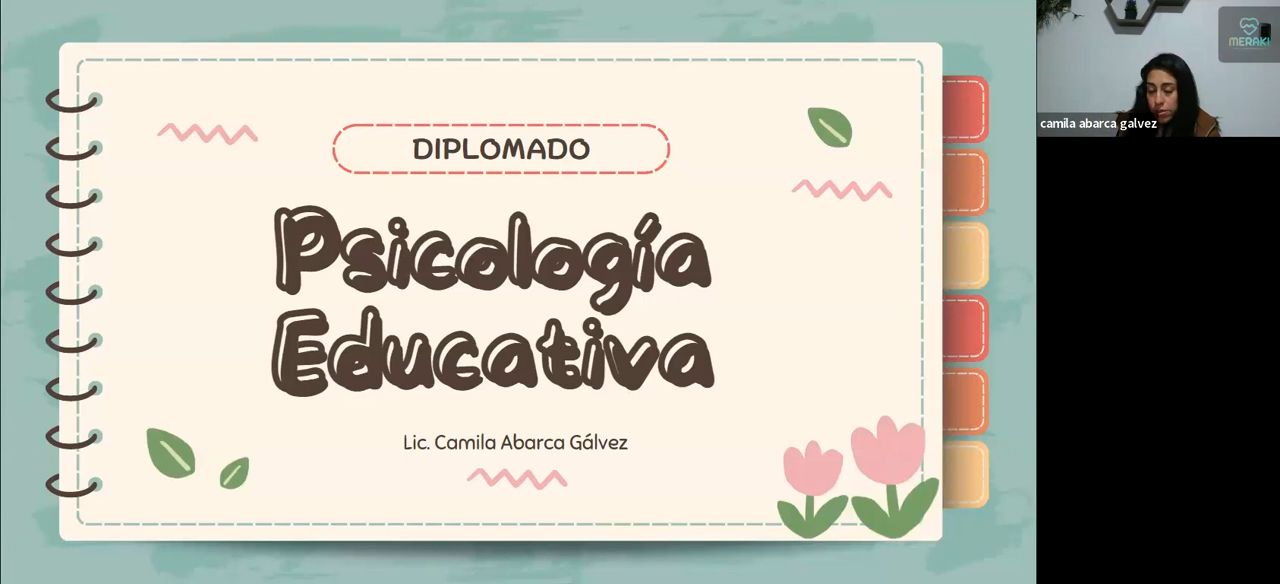 DIPLOMADO
Psicología
Educativa
Lic. Camila Abarca Gálvez
MERAKI
camila abarca galvez